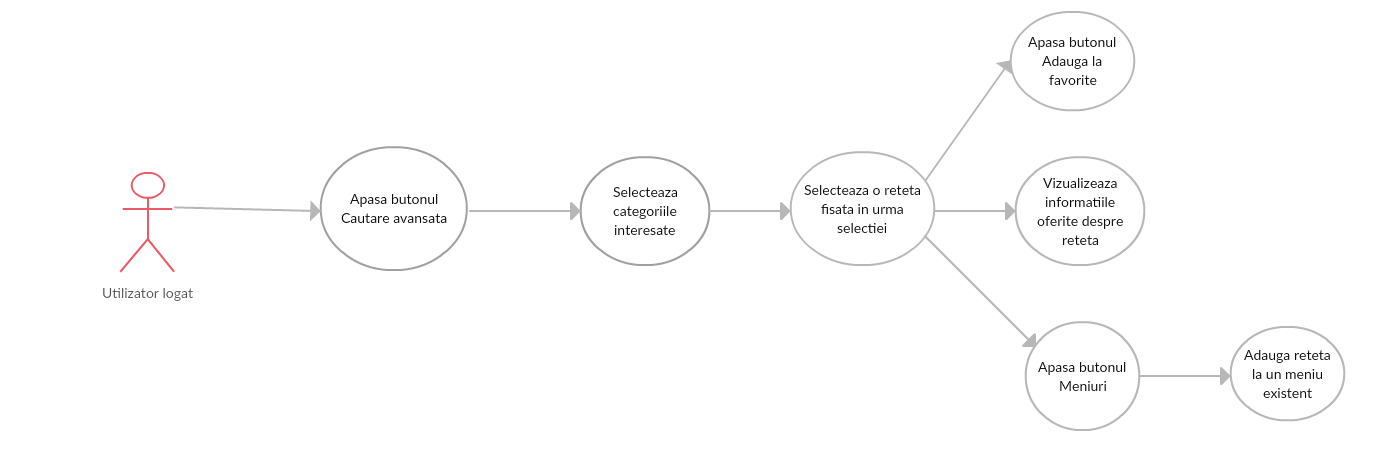 Apasa butonul
Adauga la
favorite
Utilizator logat
Apasa butonul
Cautare avansata
Selecteaza
categoriile
interesate
Selecteaza o reteta
fisata in urma
selectiei
Vizualizeaza
informatiile
oferite despre
reteta
Apasa butonul
Meniuri
Adauga reteta
la un meniu
existent